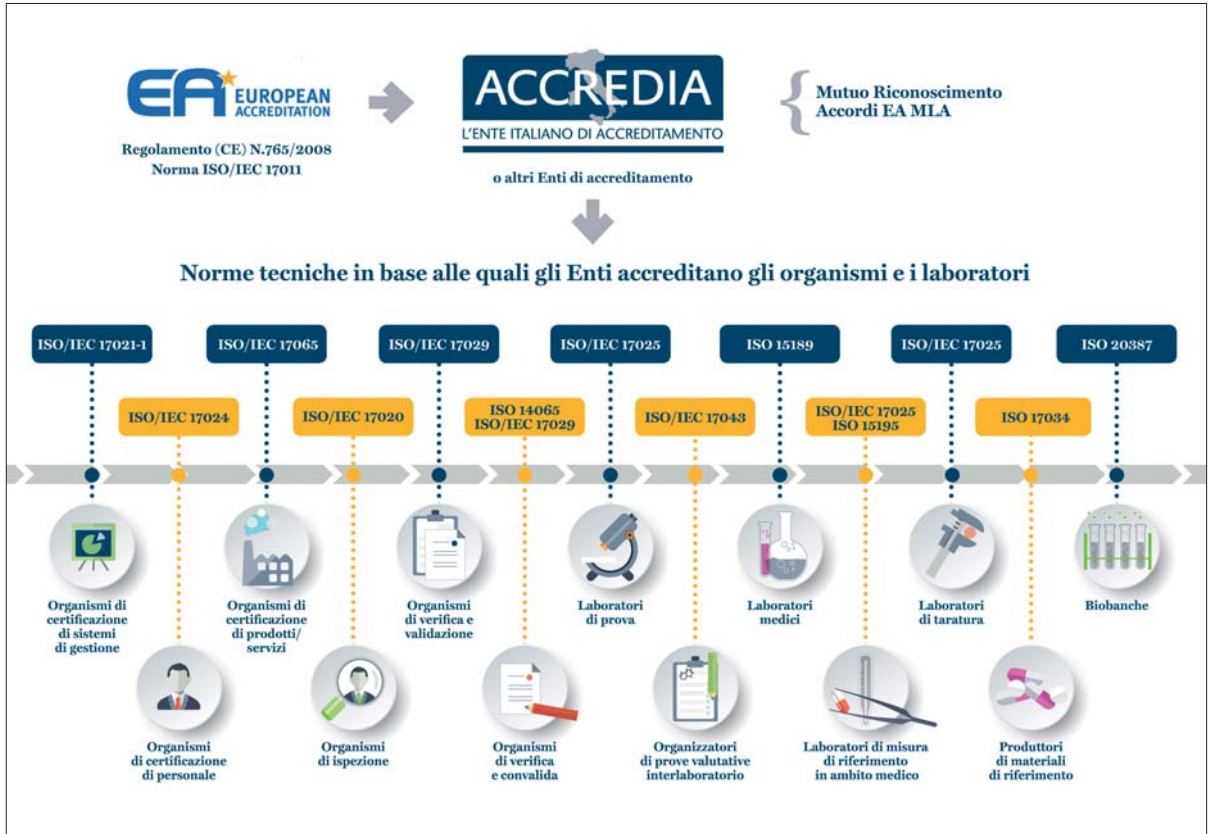 EA EUROPEAN
ACCREDITATION
Regolamento (CE) N.765/2008
Norma ISO/IEC 17011
ACCREDIA
L'ENTE ITALIANO DI ACCREDITAMENTO
o altri Enti di accreditamento
Mutuo Riconoscimento
Accordi EA MLA
Norme tecniche in base alle quali gli Enti accreditano gli organismi e i laboratori
ISO/IEC 17021-1
ISO/IEC 17065
ISO/IEC 17029
ISO/IEC 17025
ISO 15189
ISO/IEC 17025
ISO 20387
ISO/IEC 17024
ISO/IEC 17020
ISO 14065
ISO/IEC 17029
ISO/IEC 17043
ISO/IEC 17025
ISO 15195
ISO 17034
Organismi di
certificazione
di sistemi
di gestione
Organismi di
certificazione
di prodotti/
servizi
Organismi
di verifica e
validazione
Laboratori
di prova
Laboratori
medici
Laboratori
di taratura
Biobanche
Organismi
di certificazione
di personale
Organismi
di ispezione
Organismi
di verifica
e convalida
Organizzatori
di prove valutative
interlaboratorio
Laboratori di misura
di riferimento
in ambito medico
Produttori
di materiali
di riferimento